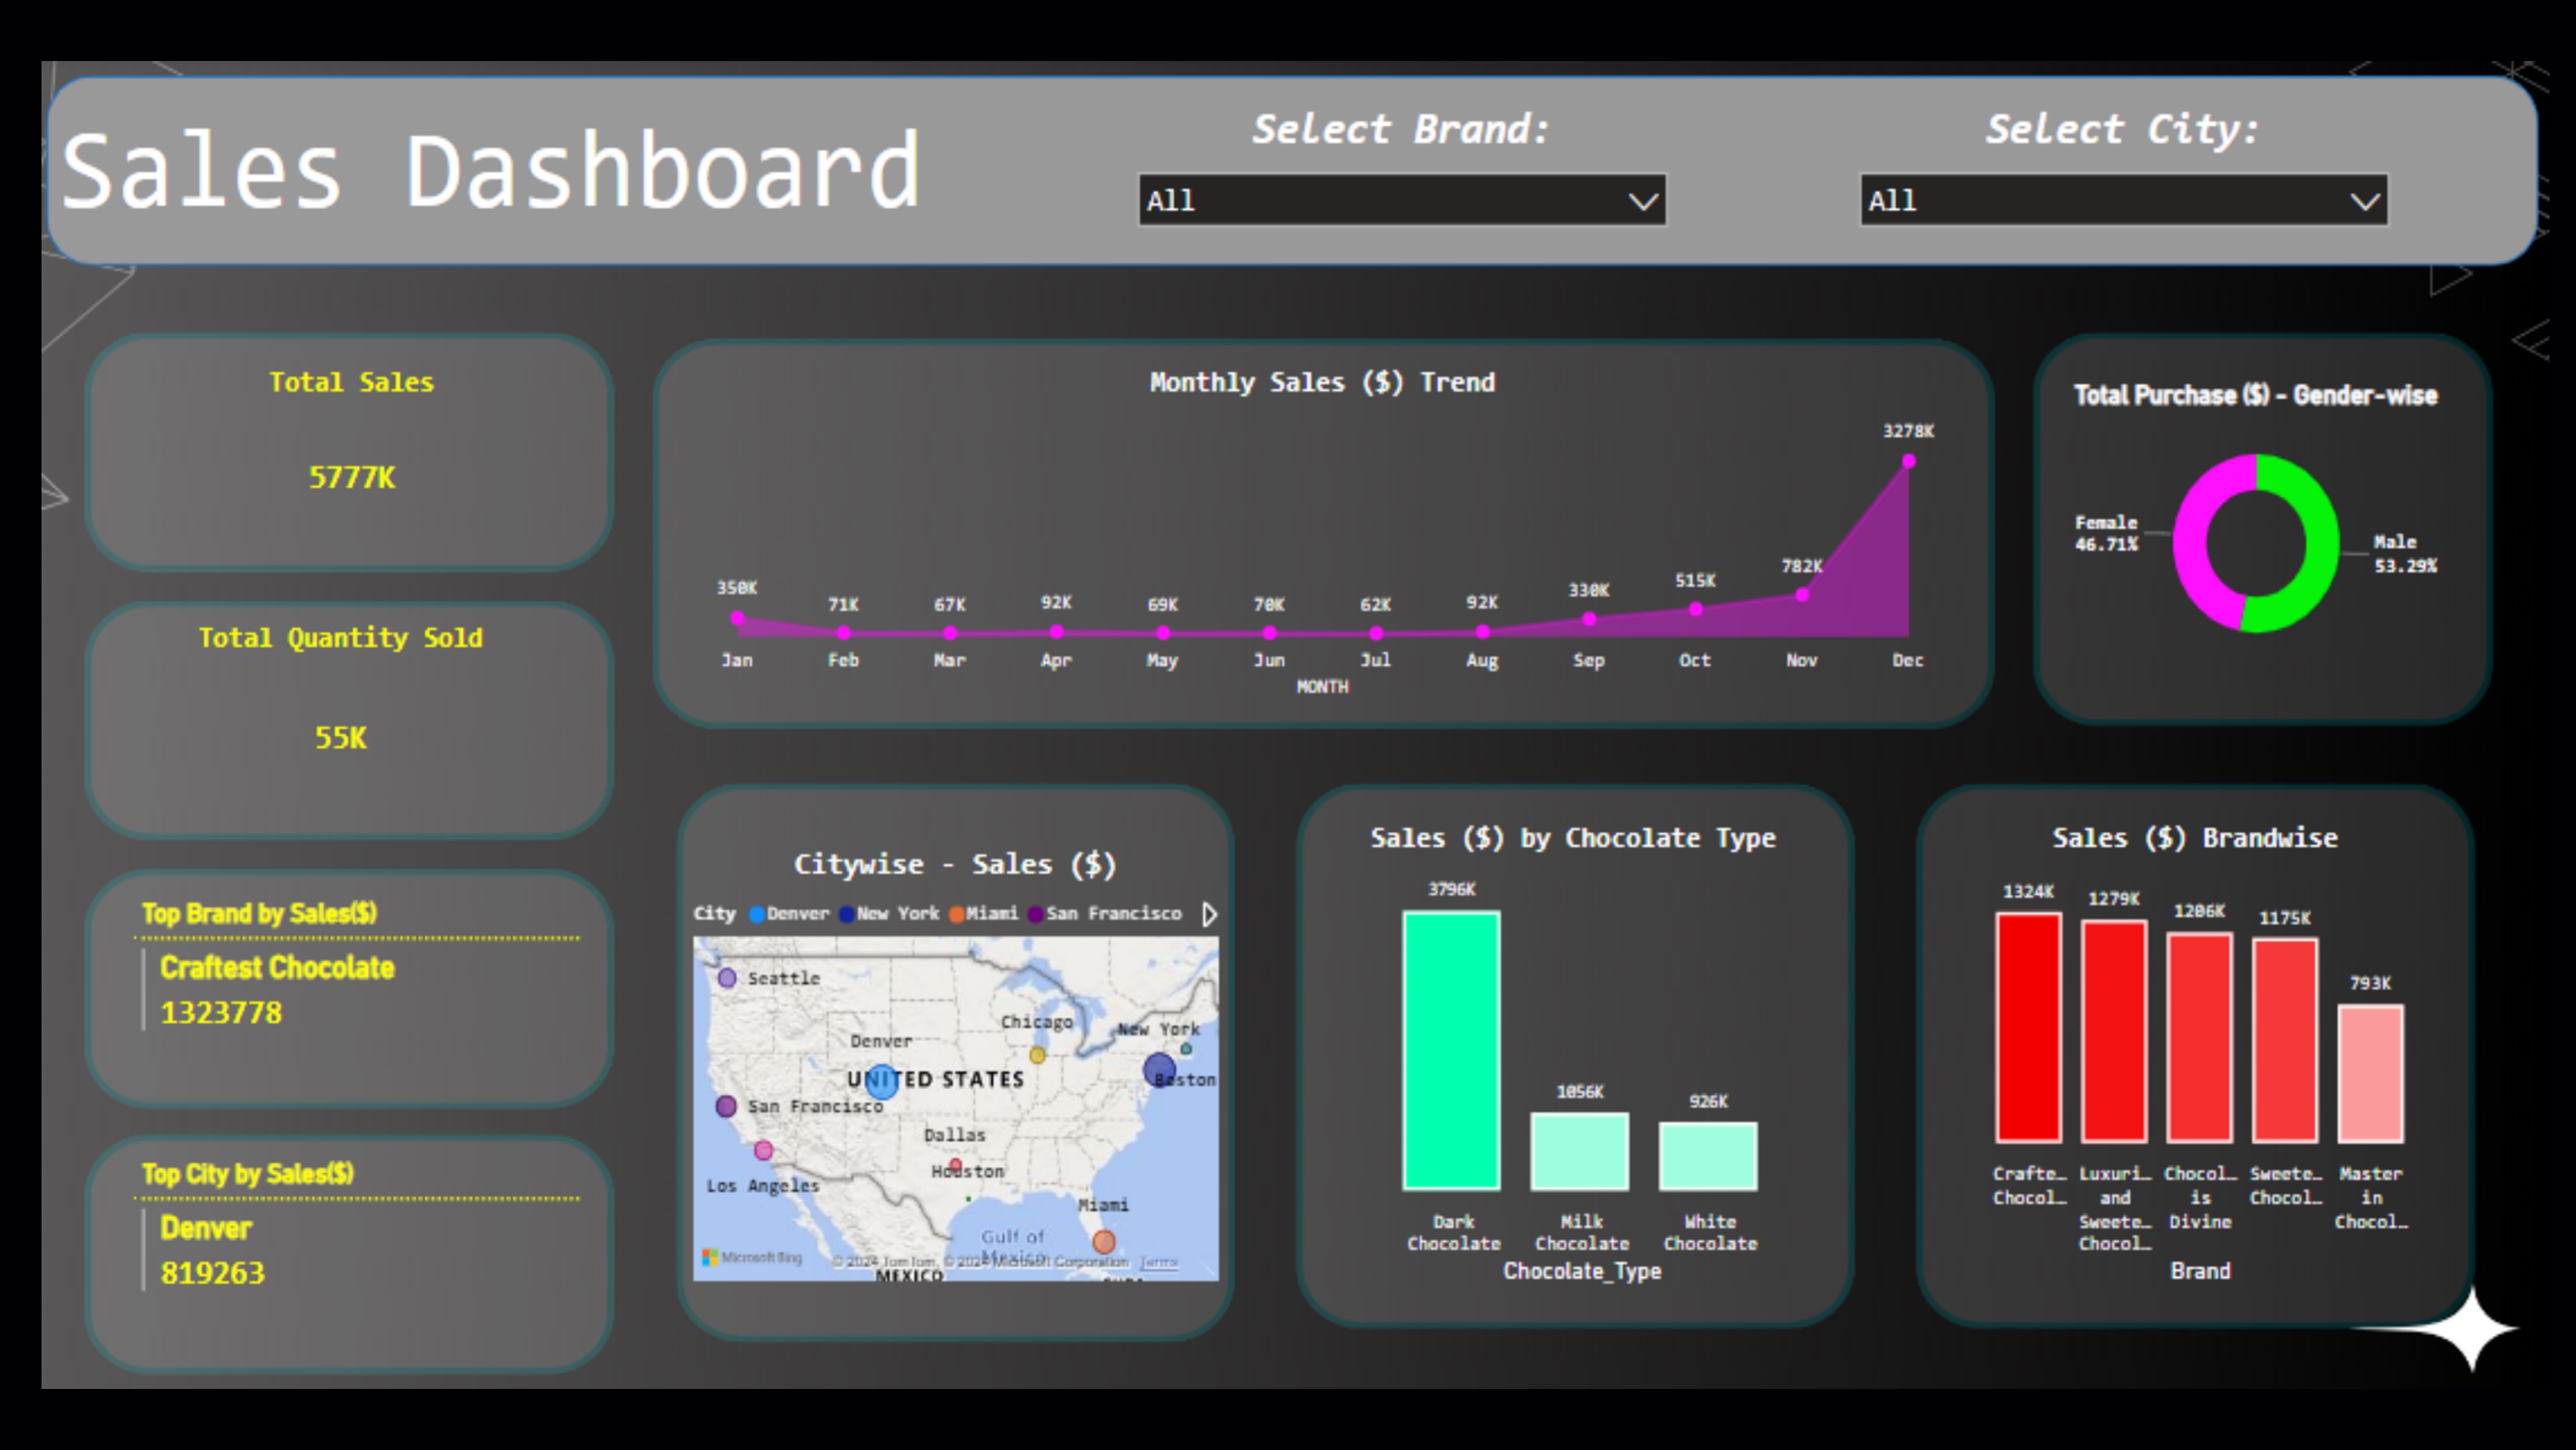 Sales Dashboard
Select Brand:
All
Select City:
All
Total Sales
5777K
Total Quantity Sold
55K
Top Brand by Sales($)
Craftest Chocolate
1323778
Top City by Sales($)
Denver
819263
Monthly Sales ($) Trend
350K 71K 67K 92K 69K 70K 62K 92K 330K 515K 782K 3278K
Jan Feb Mar Apr May Jun Jul Aug Sep Oct Nov Dec
MONTH
Total Purchase ($) - Gender-wise
Female
46.71%
Male
53.29%
Citywise - Sales ($)
City Denver New York Miami San Francisco
Seattle
Chicago
New York
Denver
UNITED STATES
Boston
San Francisco
Dallas
Houston
Los Angeles
Miami
Gulf of
Mexico
Microsoft Bing
© 2024 TomTom, © 2024 Microsoft Corporation Terms
MEXICO
Sales ($) by Chocolate Type
3796K
1056K
926K
Dark
Chocolate
Milk
Chocolate
White
Chocolate
Chocolate_Type
Sales ($) Brandwise
1324K
1279K
1206K
1175K
793K
Crafte…
Chocol…
Luxuri…
and
Sweete…
Chocol…
Chocol…
is
Divine
Sweete…
Chocol…
Master
in
Chocol…
Brand